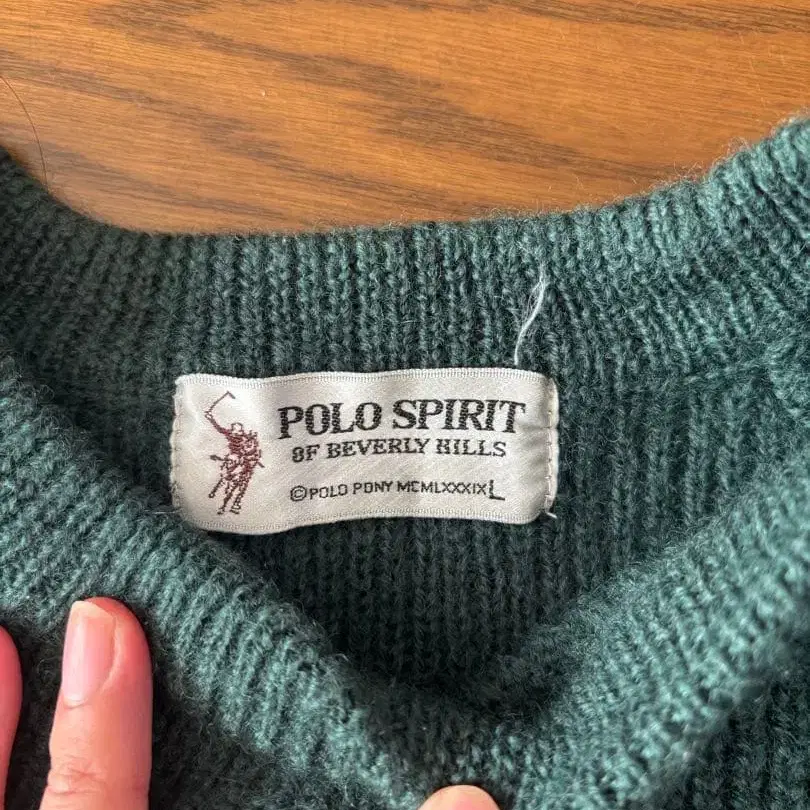 POLO SPIRIT
OF BEVERLY HILLS
©POLO PONY MCMLXXXIX L